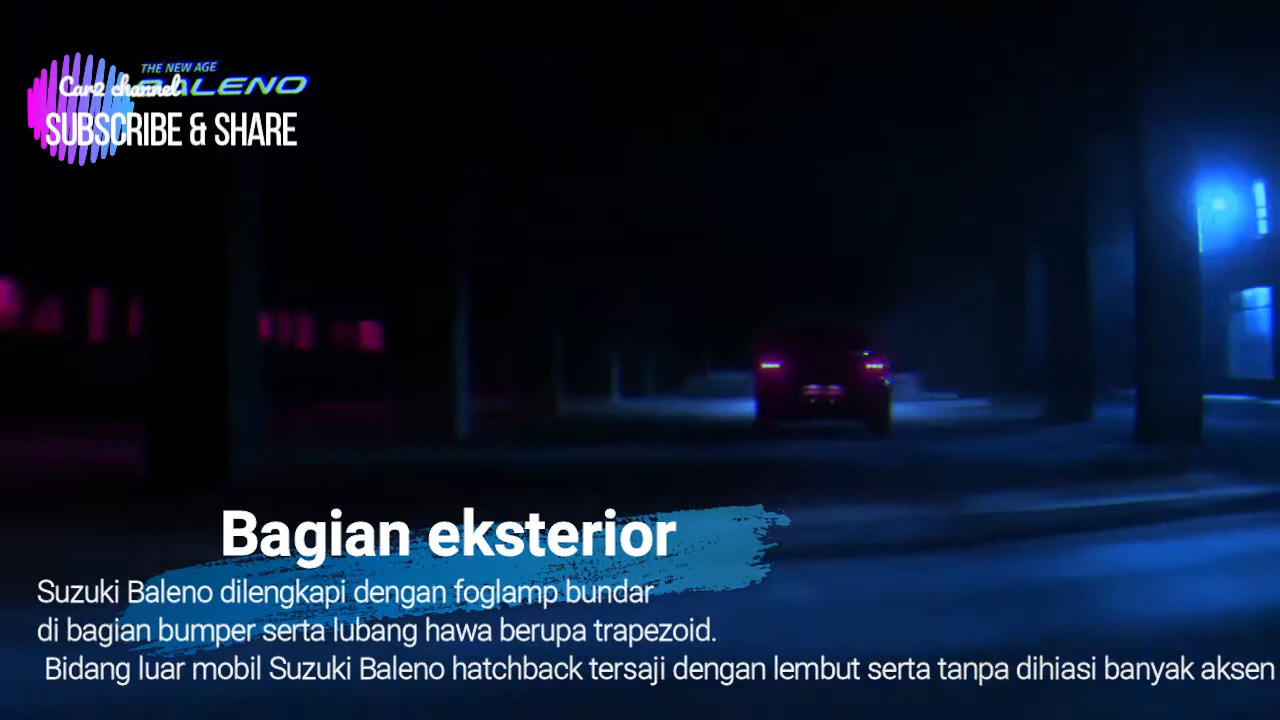 THE NEW AGE
BALENO
Car2 channel
SUBSCRIBE & SHARE
Bagian eksterior
Suzuki Baleno dilengkapi dengan foglamp bundar
di bagian bumper serta lubang hawa berupa trapezoid.
Bidang luar mobil Suzuki Baleno hatchback tersaji dengan lembut serta tanpa dihiasi banyak aksen